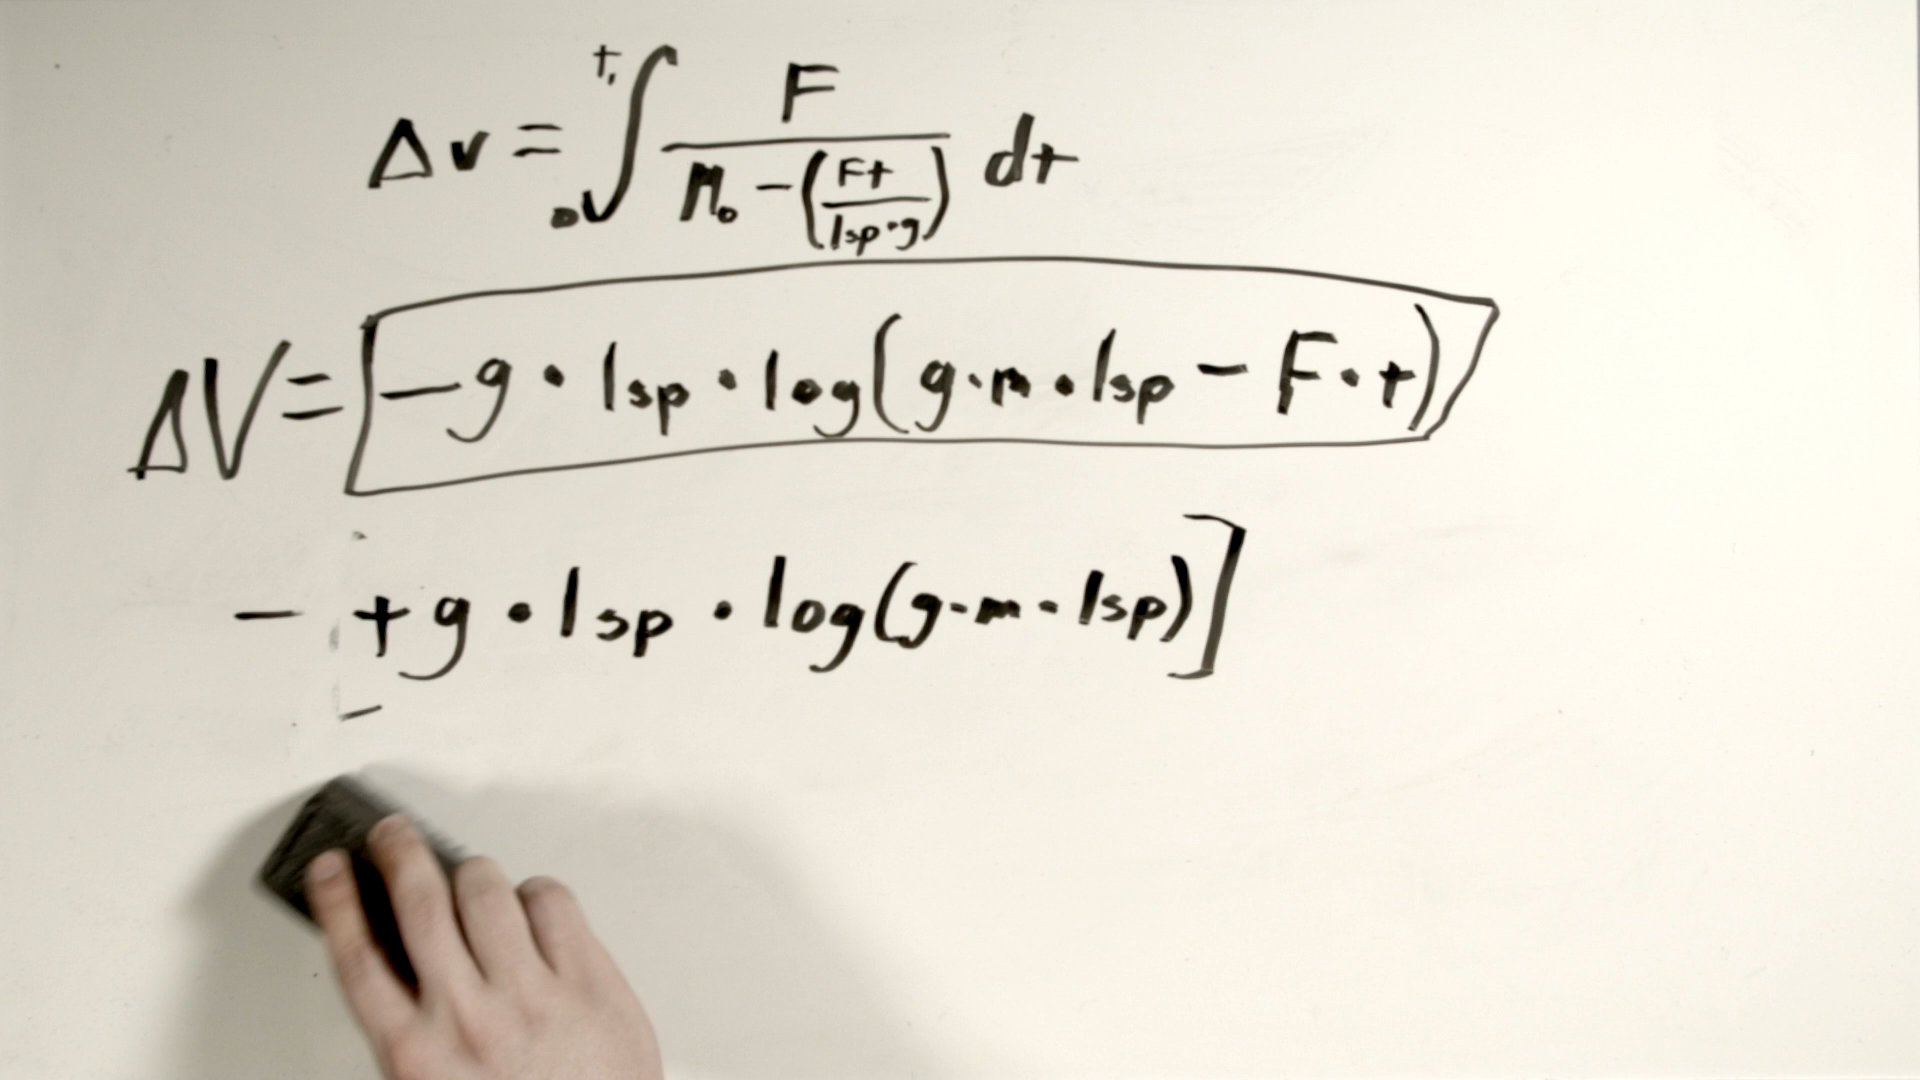 Δv = ∫₀^t₁ F / (M₀ - (Ft / Isp·g)) dt
ΔV = [-g · Isp · log(g·m·Isp - F·t)]
- +g · Isp · log(g·m·Isp)]